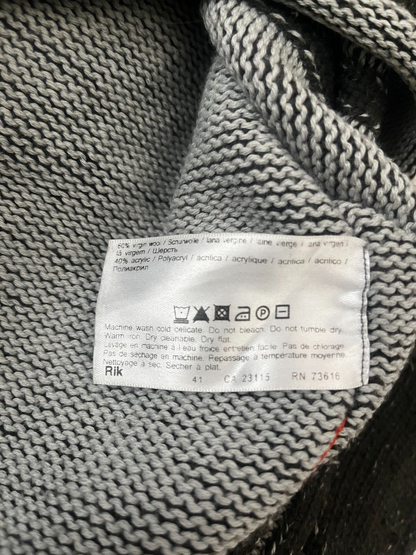 60% virgin wool / Schurwolle / lana vergine / laine vierge / lana virgen /
lã virgem / Шерсть
40% acrylic / Polyacryl / acrilica / acrylique / acrilica / acrílico /
Полиакрил
Machine wash cold delicate. Do not bleach. Do not tumble dry.
Warm iron. Dry cleanable. Dry flat.
Lavage en machine à l'eau froide entretien facile. Pas de chlorage.
Pas de séchage en machine. Repassage à température moyenne.
Nettoyage à sec. Sécher à plat.
Rik 41 CA 23115 RN 73616